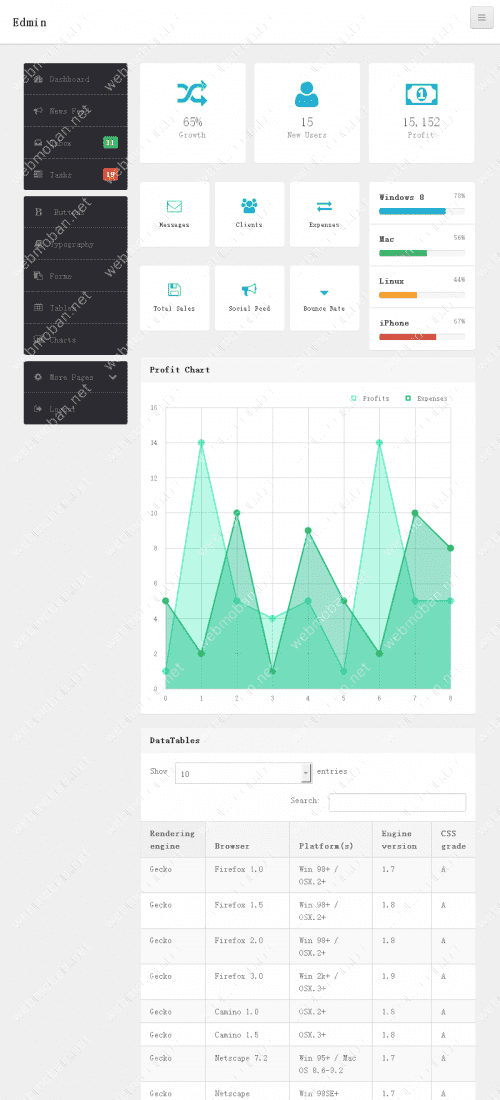 Edmin
Dashboard
News Feed
Inbox
11
Tasks
19
Buttons
Typography
Forms
Tables
Charts
More Pages
Logout
65%
Growth
15
New Users
15,152
Profit
Messages
Clients
Expenses
Total Sales
Social Feed
Bounce Rate
Windows 8 78%
Mac 56%
Linux 44%
iPhone 67%
Profit Chart
Profits Expenses
16
14
12
10
8
6
4
2
0
0 1 2 3 4 5 6 7 8
DataTables
Show 10 entries
Search:
Rendering engine Browser Platform(s) Engine version CSS grade
Gecko Firefox 1.0 Win 98+ / OSX.2+ 1.7 A
Gecko Firefox 1.5 Win 98+ / OSX.2+ 1.8 A
Gecko Firefox 2.0 Win 98+ / OSX.2+ 1.8 A
Gecko Firefox 3.0 Win 2k+ / OSX.3+ 1.9 A
Gecko Camino 1.0 OSX.2+ 1.8 A
Gecko Camino 1.5 OSX.3+ 1.8 A
Gecko Netscape 7.2 Win 95+ / Mac OS 8.6-9.2 1.7 A
Gecko Netscape Win 98SE+ 1.7 A
webmoban.net